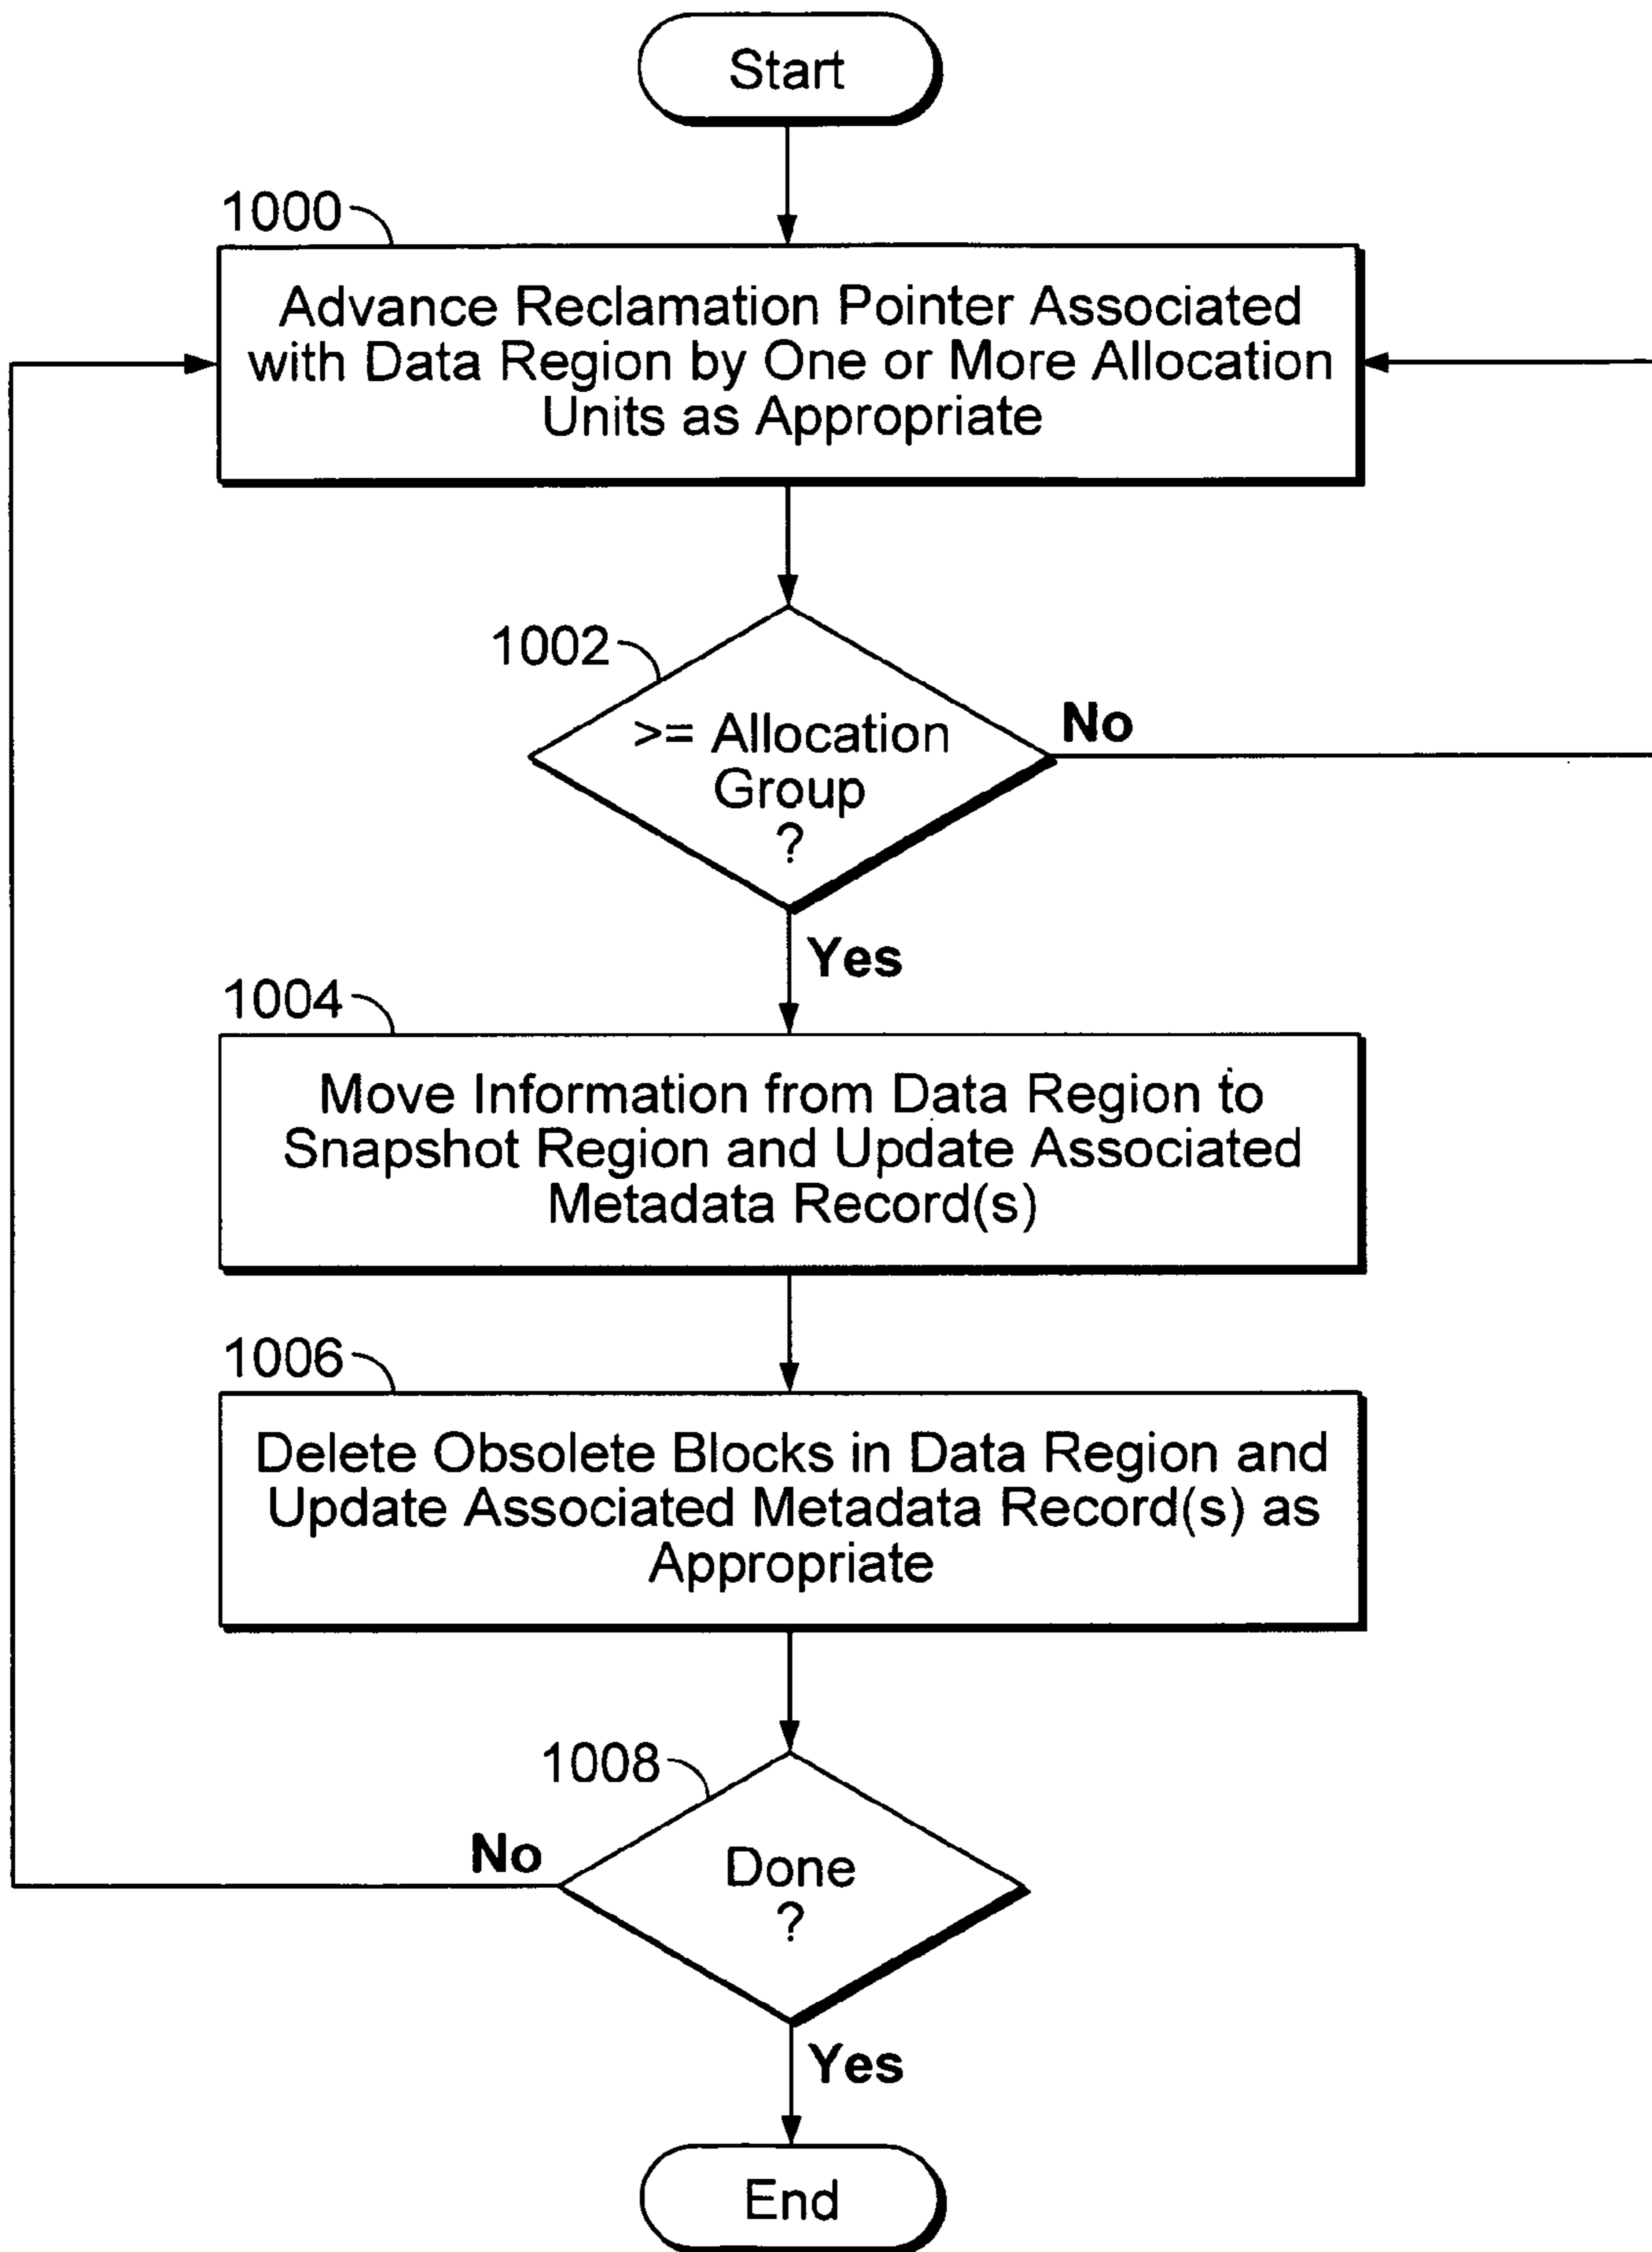 Start
1000
Advance Reclamation Pointer Associated
with Data Region by One or More Allocation
Units as Appropriate
1002
>= Allocation
Group
?
No
Yes
1004
Move Information from Data Region to
Snapshot Region and Update Associated
Metadata Record(s)
1006
Delete Obsolete Blocks in Data Region and
Update Associated Metadata Record(s) as
Appropriate
1008
Done
?
No
Yes
End